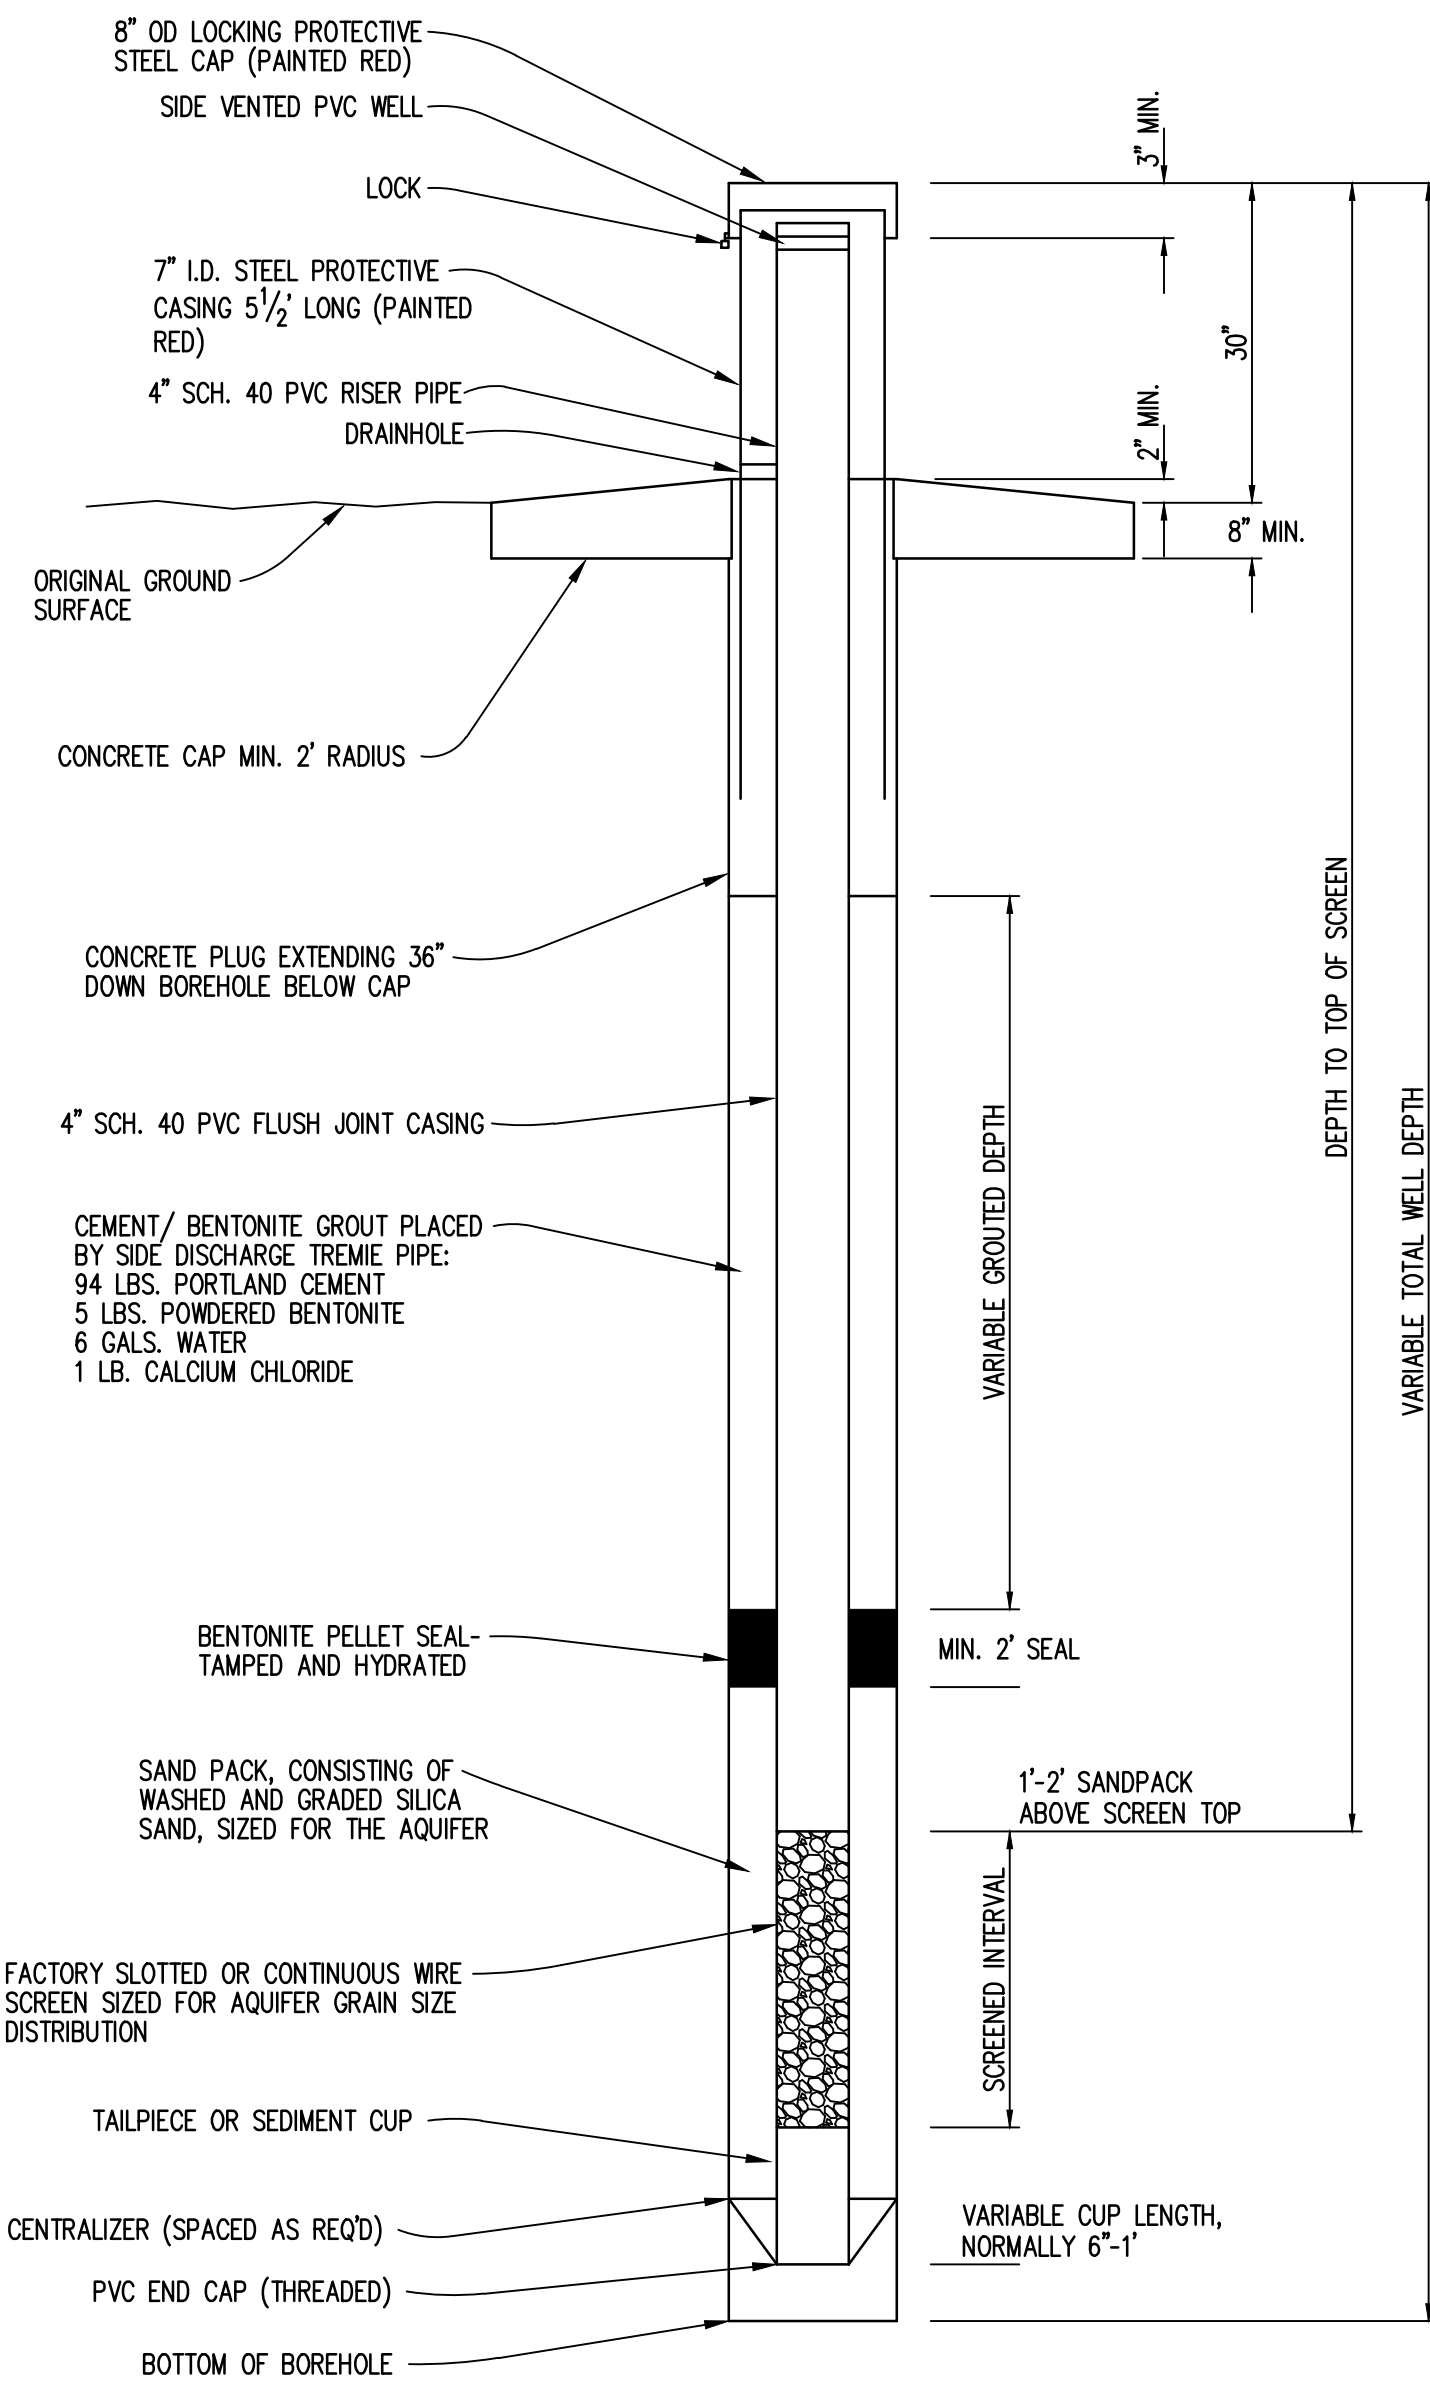 8" OD LOCKING PROTECTIVE
STEEL CAP (PAINTED RED)
SIDE VENTED PVC WELL
LOCK
7" I.D. STEEL PROTECTIVE
CASING 5 1/2' LONG (PAINTED
RED)
4" SCH. 40 PVC RISER PIPE
DRAINHOLE
ORIGINAL GROUND
SURFACE
CONCRETE CAP MIN. 2' RADIUS
CONCRETE PLUG EXTENDING 36"
DOWN BOREHOLE BELOW CAP
4" SCH. 40 PVC FLUSH JOINT CASING
CEMENT/ BENTONITE GROUT PLACED
BY SIDE DISCHARGE TREMIE PIPE:
94 LBS. PORTLAND CEMENT
5 LBS. POWDERED BENTONITE
6 GALS. WATER
1 LB. CALCIUM CHLORIDE
BENTONITE PELLET SEAL-
TAMPED AND HYDRATED
SAND PACK, CONSISTING OF
WASHED AND GRADED SILICA
SAND, SIZED FOR THE AQUIFER
FACTORY SLOTTED OR CONTINUOUS WIRE
SCREEN SIZED FOR AQUIFER GRAIN SIZE
DISTRIBUTION
TAILPIECE OR SEDIMENT CUP
CENTRALIZER (SPACED AS REQ'D)
PVC END CAP (THREADED)
BOTTOM OF BOREHOLE
3" MIN.
30"
2" MIN.
8" MIN.
VARIABLE GROUTED DEPTH
DEPTH TO TOP OF SCREEN
VARIABLE TOTAL WELL DEPTH
MIN. 2' SEAL
1'-2' SANDPACK
ABOVE SCREEN TOP
SCREENED INTERVAL
VARIABLE CUP LENGTH,
NORMALLY 6"-1'